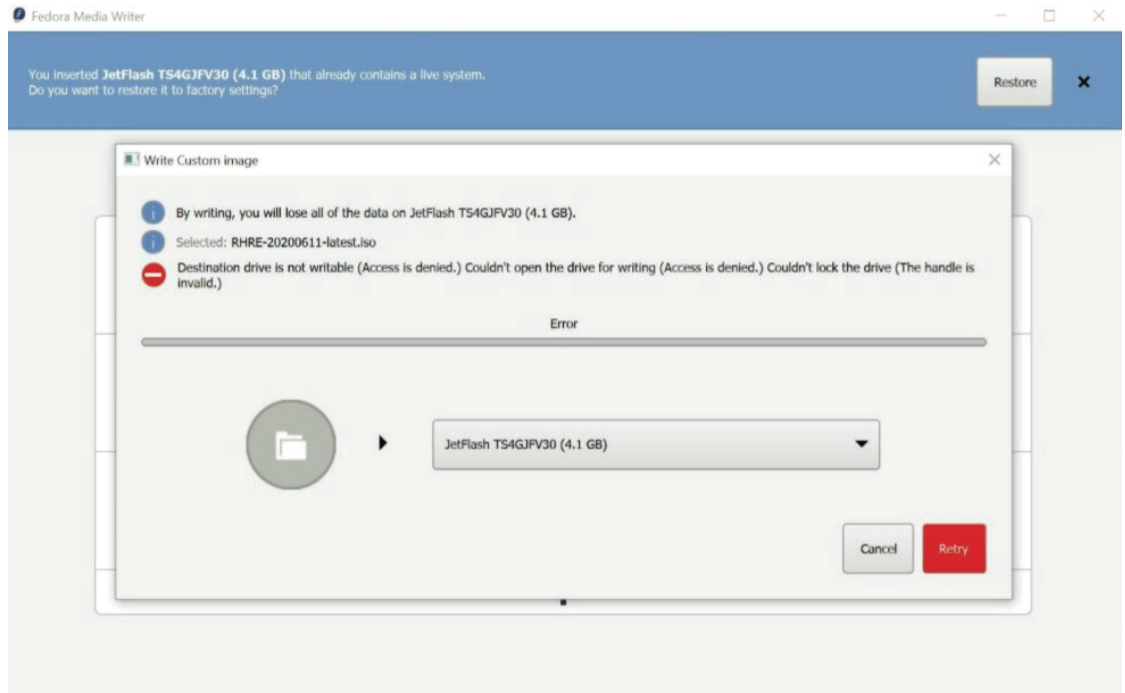 Fedora Media Writer
You inserted JetFlash TS4GJFV30 (4.1 GB) that already contains a live system.
Do you want to restore it to factory settings?
Restore
Write Custom image
By writing, you will lose all of the data on JetFlash TS4GJFV30 (4.1 GB).
Selected: RHRE-20200611-latest.iso
Destination drive is not writable (Access is denied.) Couldn't open the drive for writing (Access is denied.) Couldn't lock the drive (The handle is
invalid.)
Error
JetFlash TS4GJFV30 (4.1 GB)
Cancel
Retry